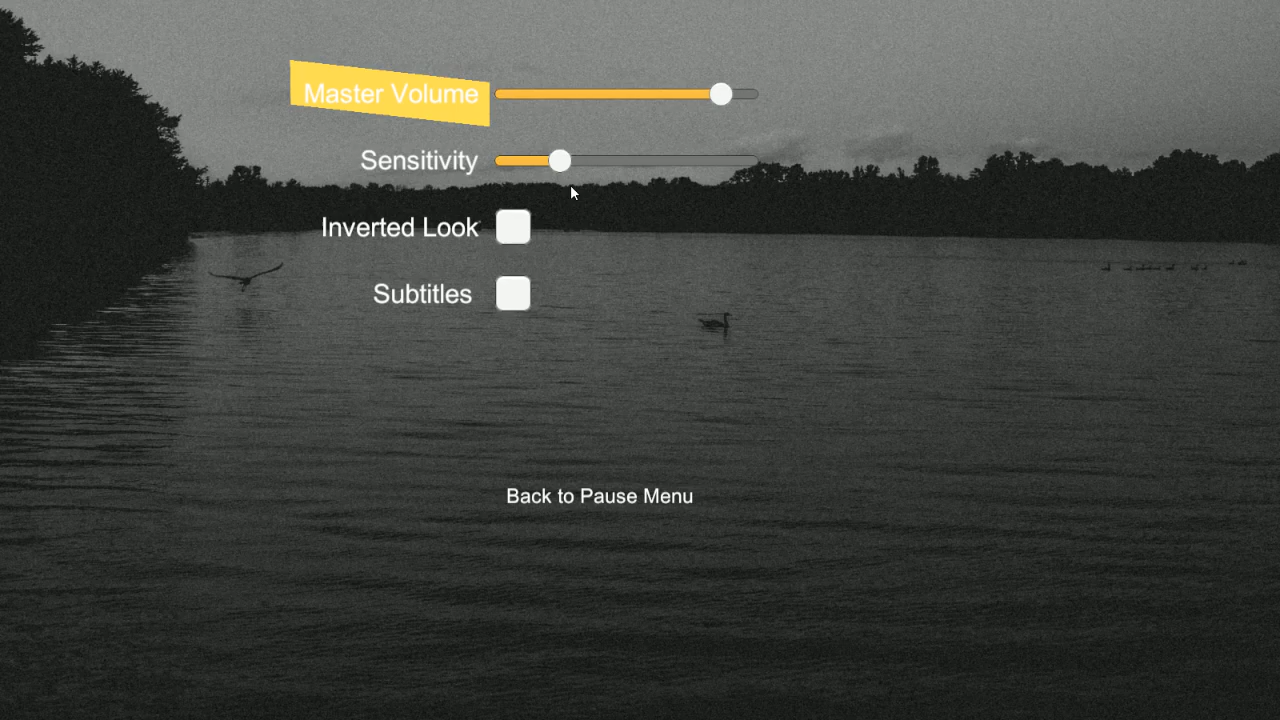 Master Volume
Sensitivity
Inverted Look
Subtitles
Back to Pause Menu